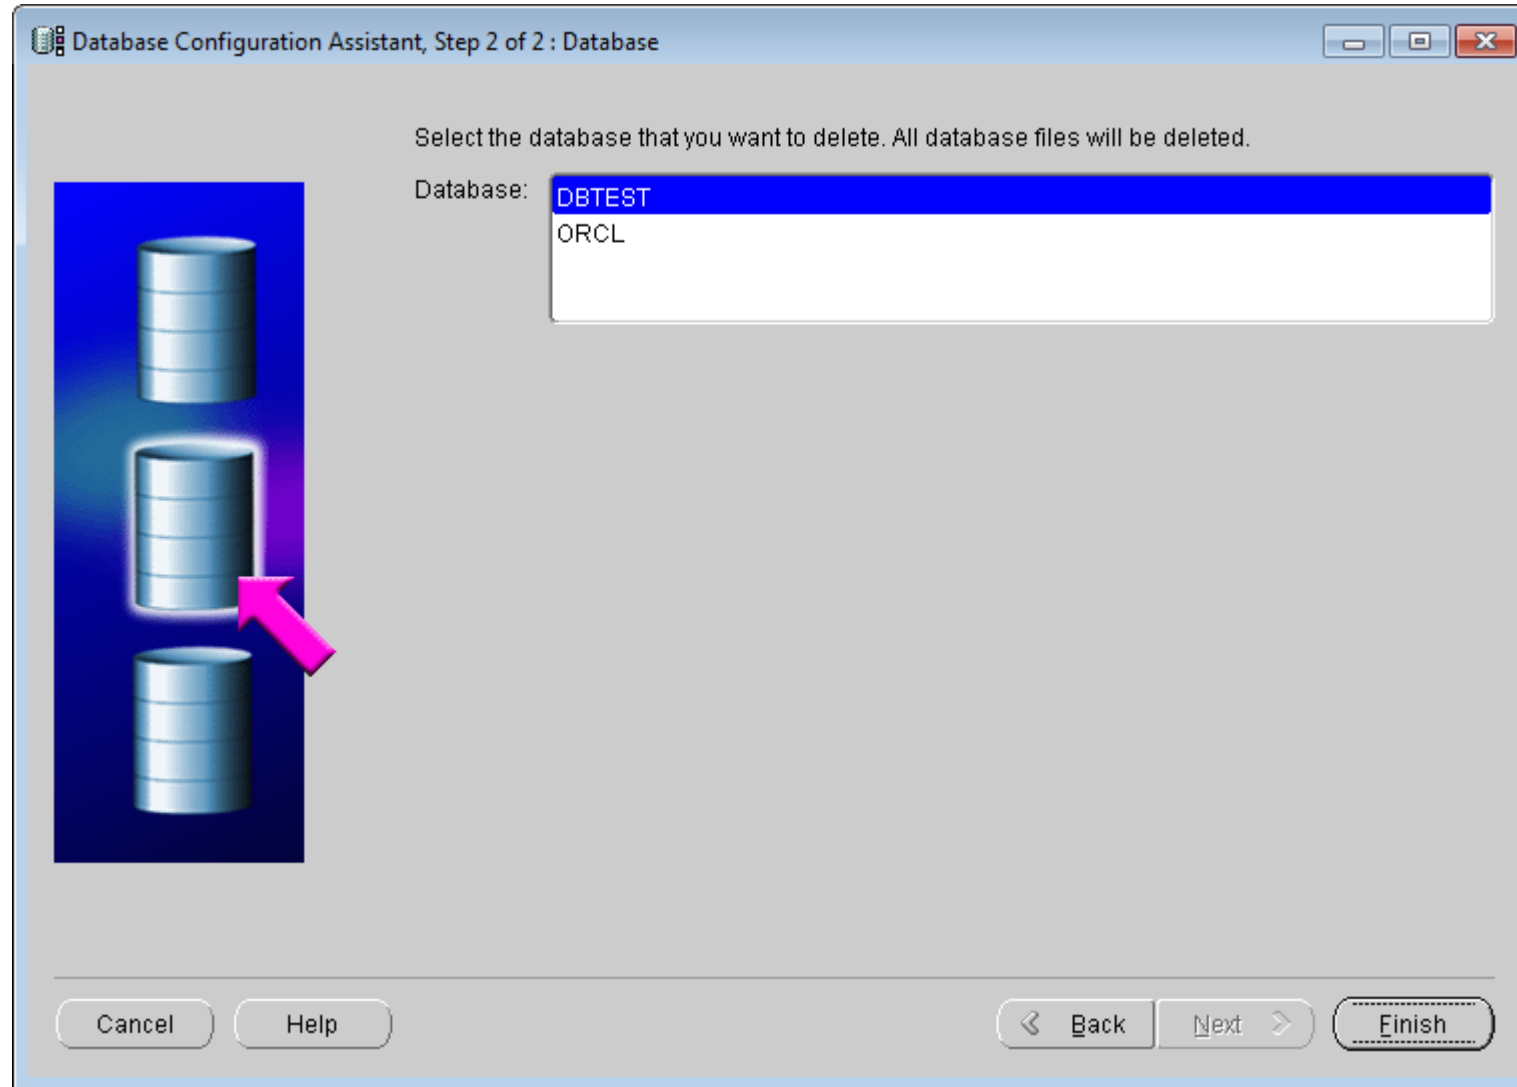 Database Configuration Assistant, Step 2 of 2 : Database
Select the database that you want to delete. All database files will be deleted.
Database:
DBTEST
ORCL
Cancel
Help
Back
Next
Finish